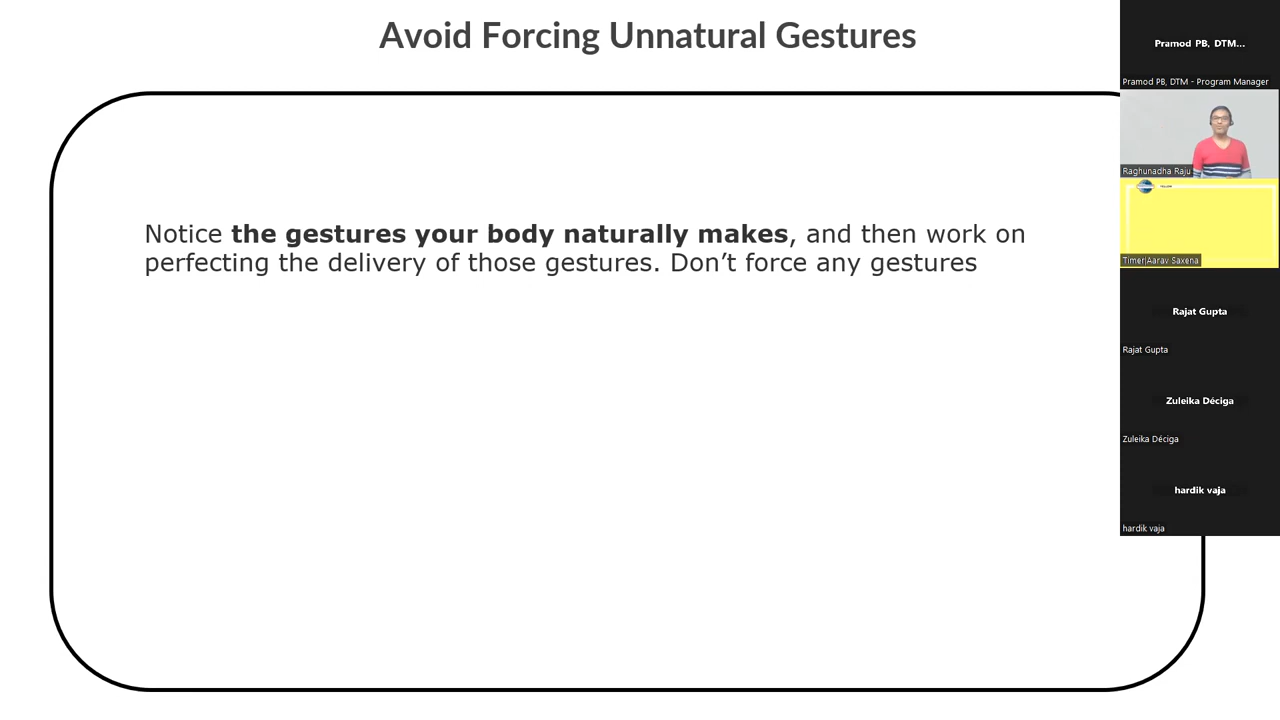 Avoid Forcing Unnatural Gestures
Notice the gestures your body naturally makes, and then work on
perfecting the delivery of those gestures. Don’t force any gestures
Pramod PB, DTM...
Pramod PB, DTM - Program Manager
Raghunadha Raju
Timer|Aarav Saxena
Rajat Gupta
Rajat Gupta
Zuleika Déciga
Zuleika Déciga
hardik vaja
hardik vaja